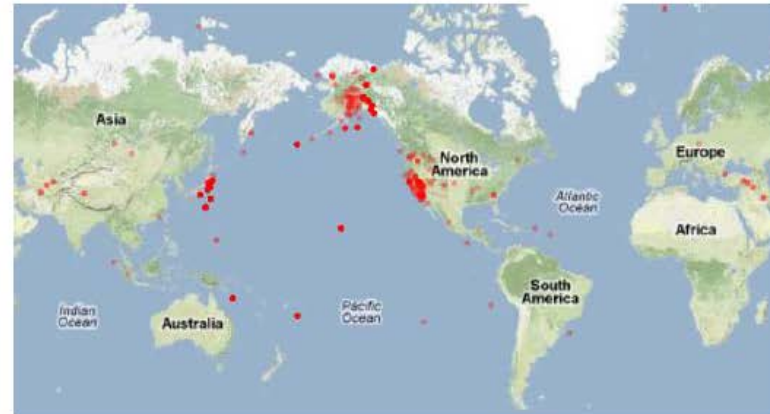 Asia
North
America
Europe
Atlantic
Ocean
Africa
Indian
Ocean
Australia
Pacific
Ocean
South
America